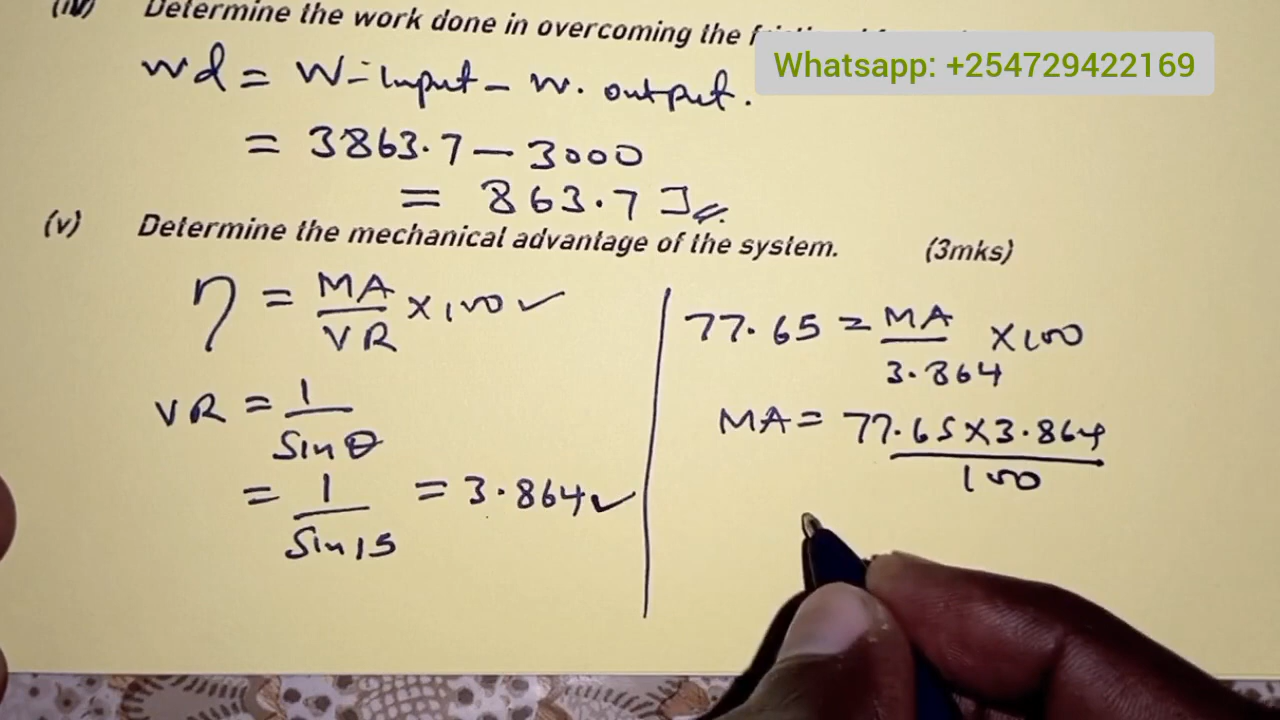 (iv) Determine the work done in overcoming the
Whatsapp: +254729422169
wd = W-input - w. output.
= 3863.7 - 3000
= 863.7 J
(v) Determine the mechanical advantage of the system. (3mks)
η = MA/VR × 100 ✓
VR = 1/Sin θ
= 1/Sin 15 = 3.864 ✓
77.65 = MA/3.864 × 100
MA = 77.65 × 3.864/100